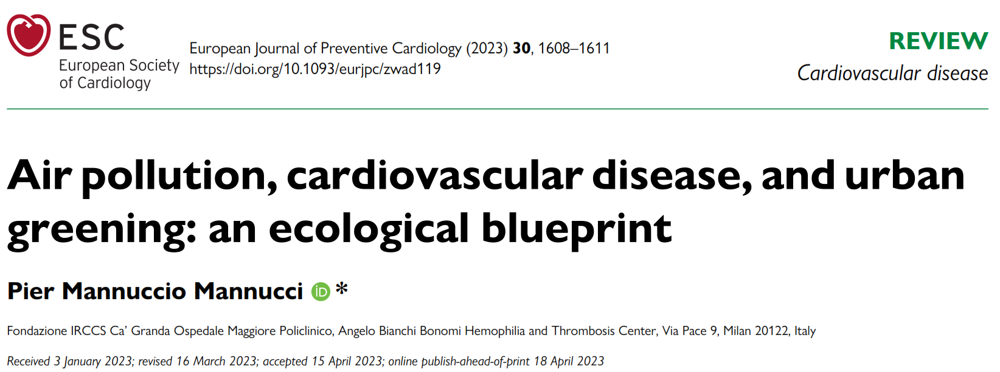 ESC
European Society
of Cardiology
European Journal of Preventive Cardiology (2023) 30, 1608–1611
https://doi.org/10.1093/eurjpc/zwad119
REVIEW
Cardiovascular disease
Air pollution, cardiovascular disease, and urban
greening: an ecological blueprint
Pier Mannuccio Mannucci iD *
Fondazione IRCCS Ca’ Granda Ospedale Maggiore Policlinico, Angelo Bianchi Bonomi Hemophilia and Thrombosis Center, Via Pace 9, Milan 20122, Italy
Received 3 January 2023; revised 16 March 2023; accepted 15 April 2023; online publish-ahead-of-print 18 April 2023